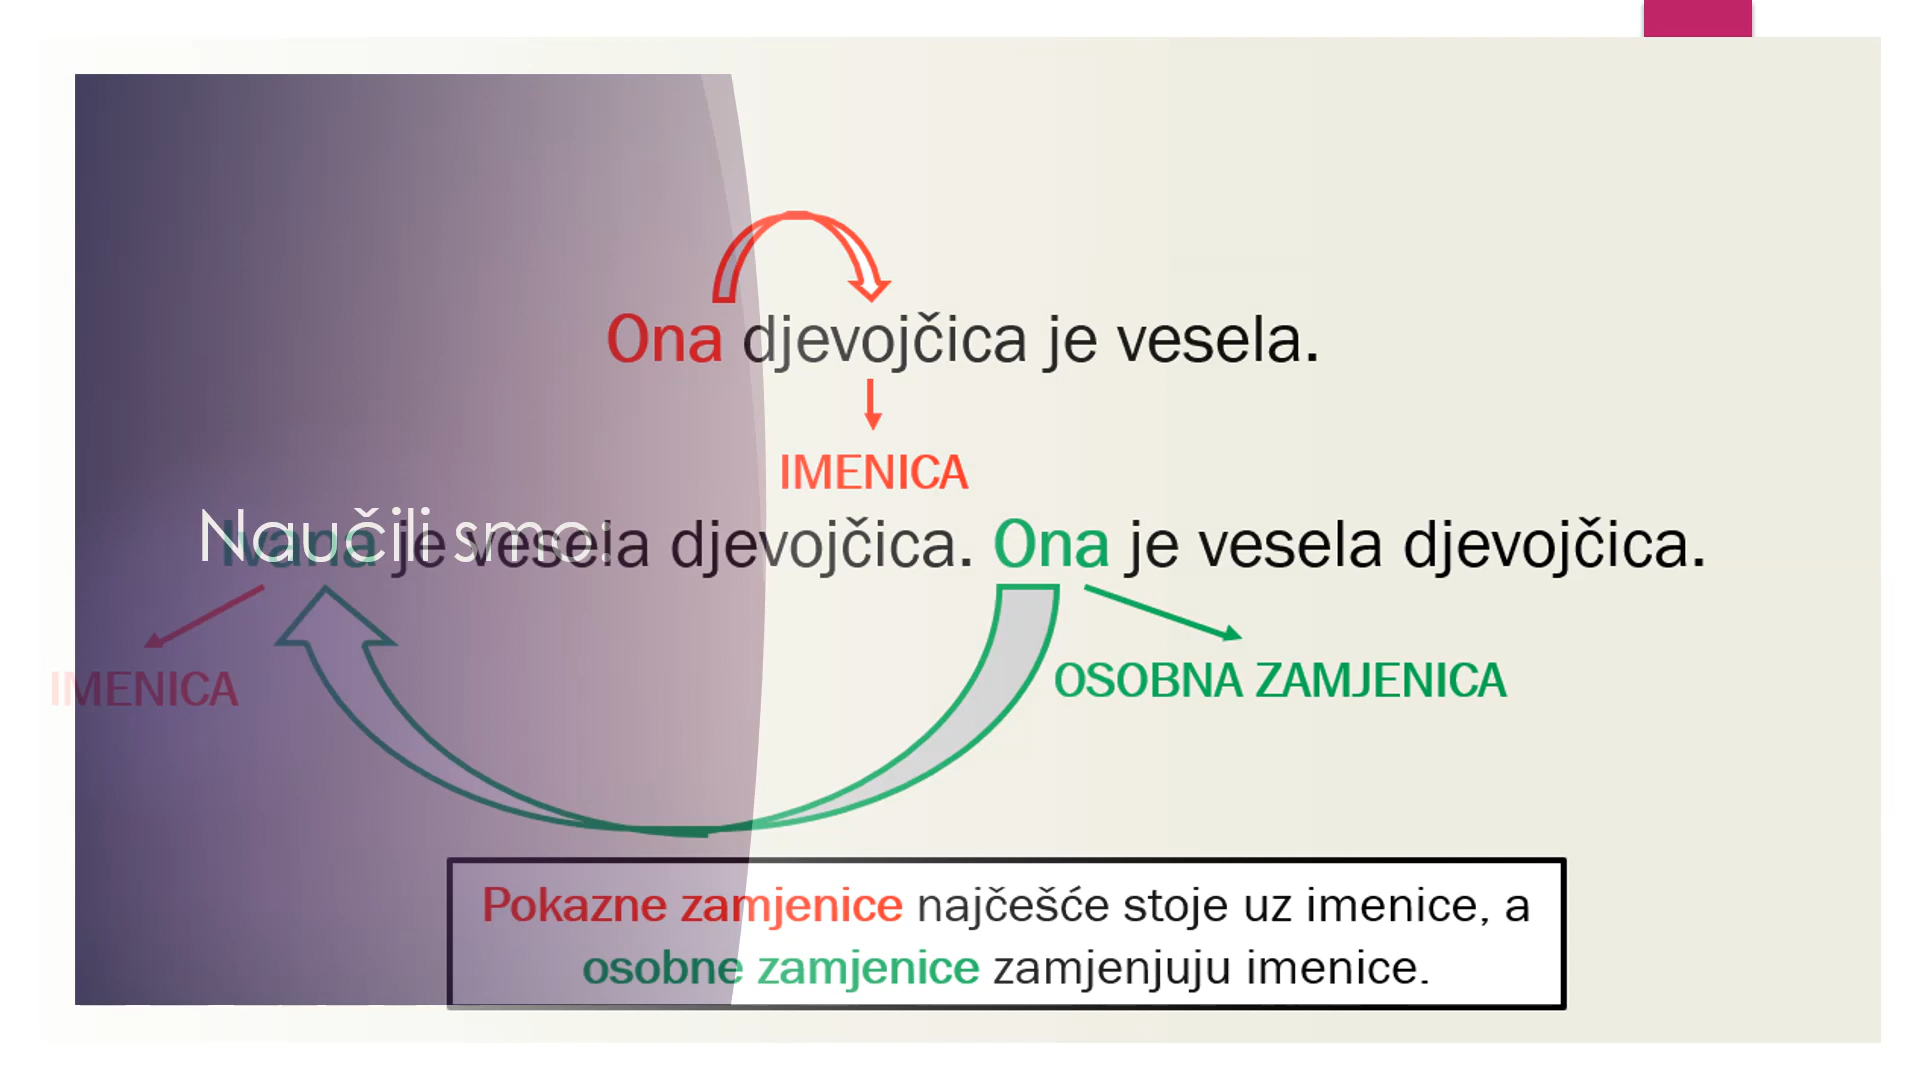 Ona djevojčica je vesela.
IMENICA
Naučili smo:
Ivana je vesela djevojčica. Ona je vesela djevojčica.
IMENICA
OSOBNA ZAMJENICA
Pokazne zamjenice najčešće stoje uz imenice, a
osobne zamjenice zamjenjuju imenice.